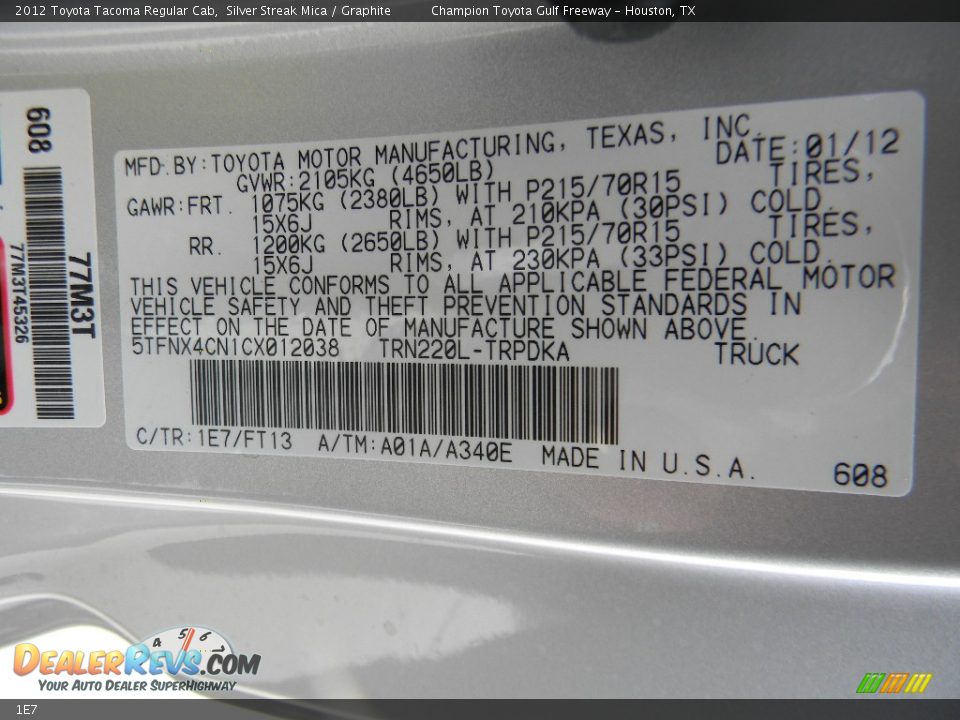 2012 Toyota Tacoma Regular Cab, Silver Streak Mica / Graphite Champion Toyota Gulf Freeway – Houston, TX
608
77M3T
77M3T45326
MFD.BY:TOYOTA MOTOR MANUFACTURING, TEXAS, INC.
GVWR:2105KG (4650LB) DATE:01/12
GAWR:FRT. 1075KG (2380LB) WITH P215/70R15 TIRES,
15X6J RIMS, AT 210KPA (30PSI) COLD.
RR. 1200KG (2650LB) WITH P215/70R15 TIRES,
15X6J RIMS, AT 230KPA (33PSI) COLD.
THIS VEHICLE CONFORMS TO ALL APPLICABLE FEDERAL MOTOR
VEHICLE SAFETY AND THEFT PREVENTION STANDARDS IN
EFFECT ON THE DATE OF MANUFACTURE SHOWN ABOVE.
5TFNX4CN1CX012038 TRN220L-TRPDKA TRUCK
C/TR:1E7/FT13 A/TM:A01A/A340E MADE IN U.S.A.
608
4 5 6
DEALERREVS.COM
YOUR AUTO DEALER SUPERHIGHWAY
1E7